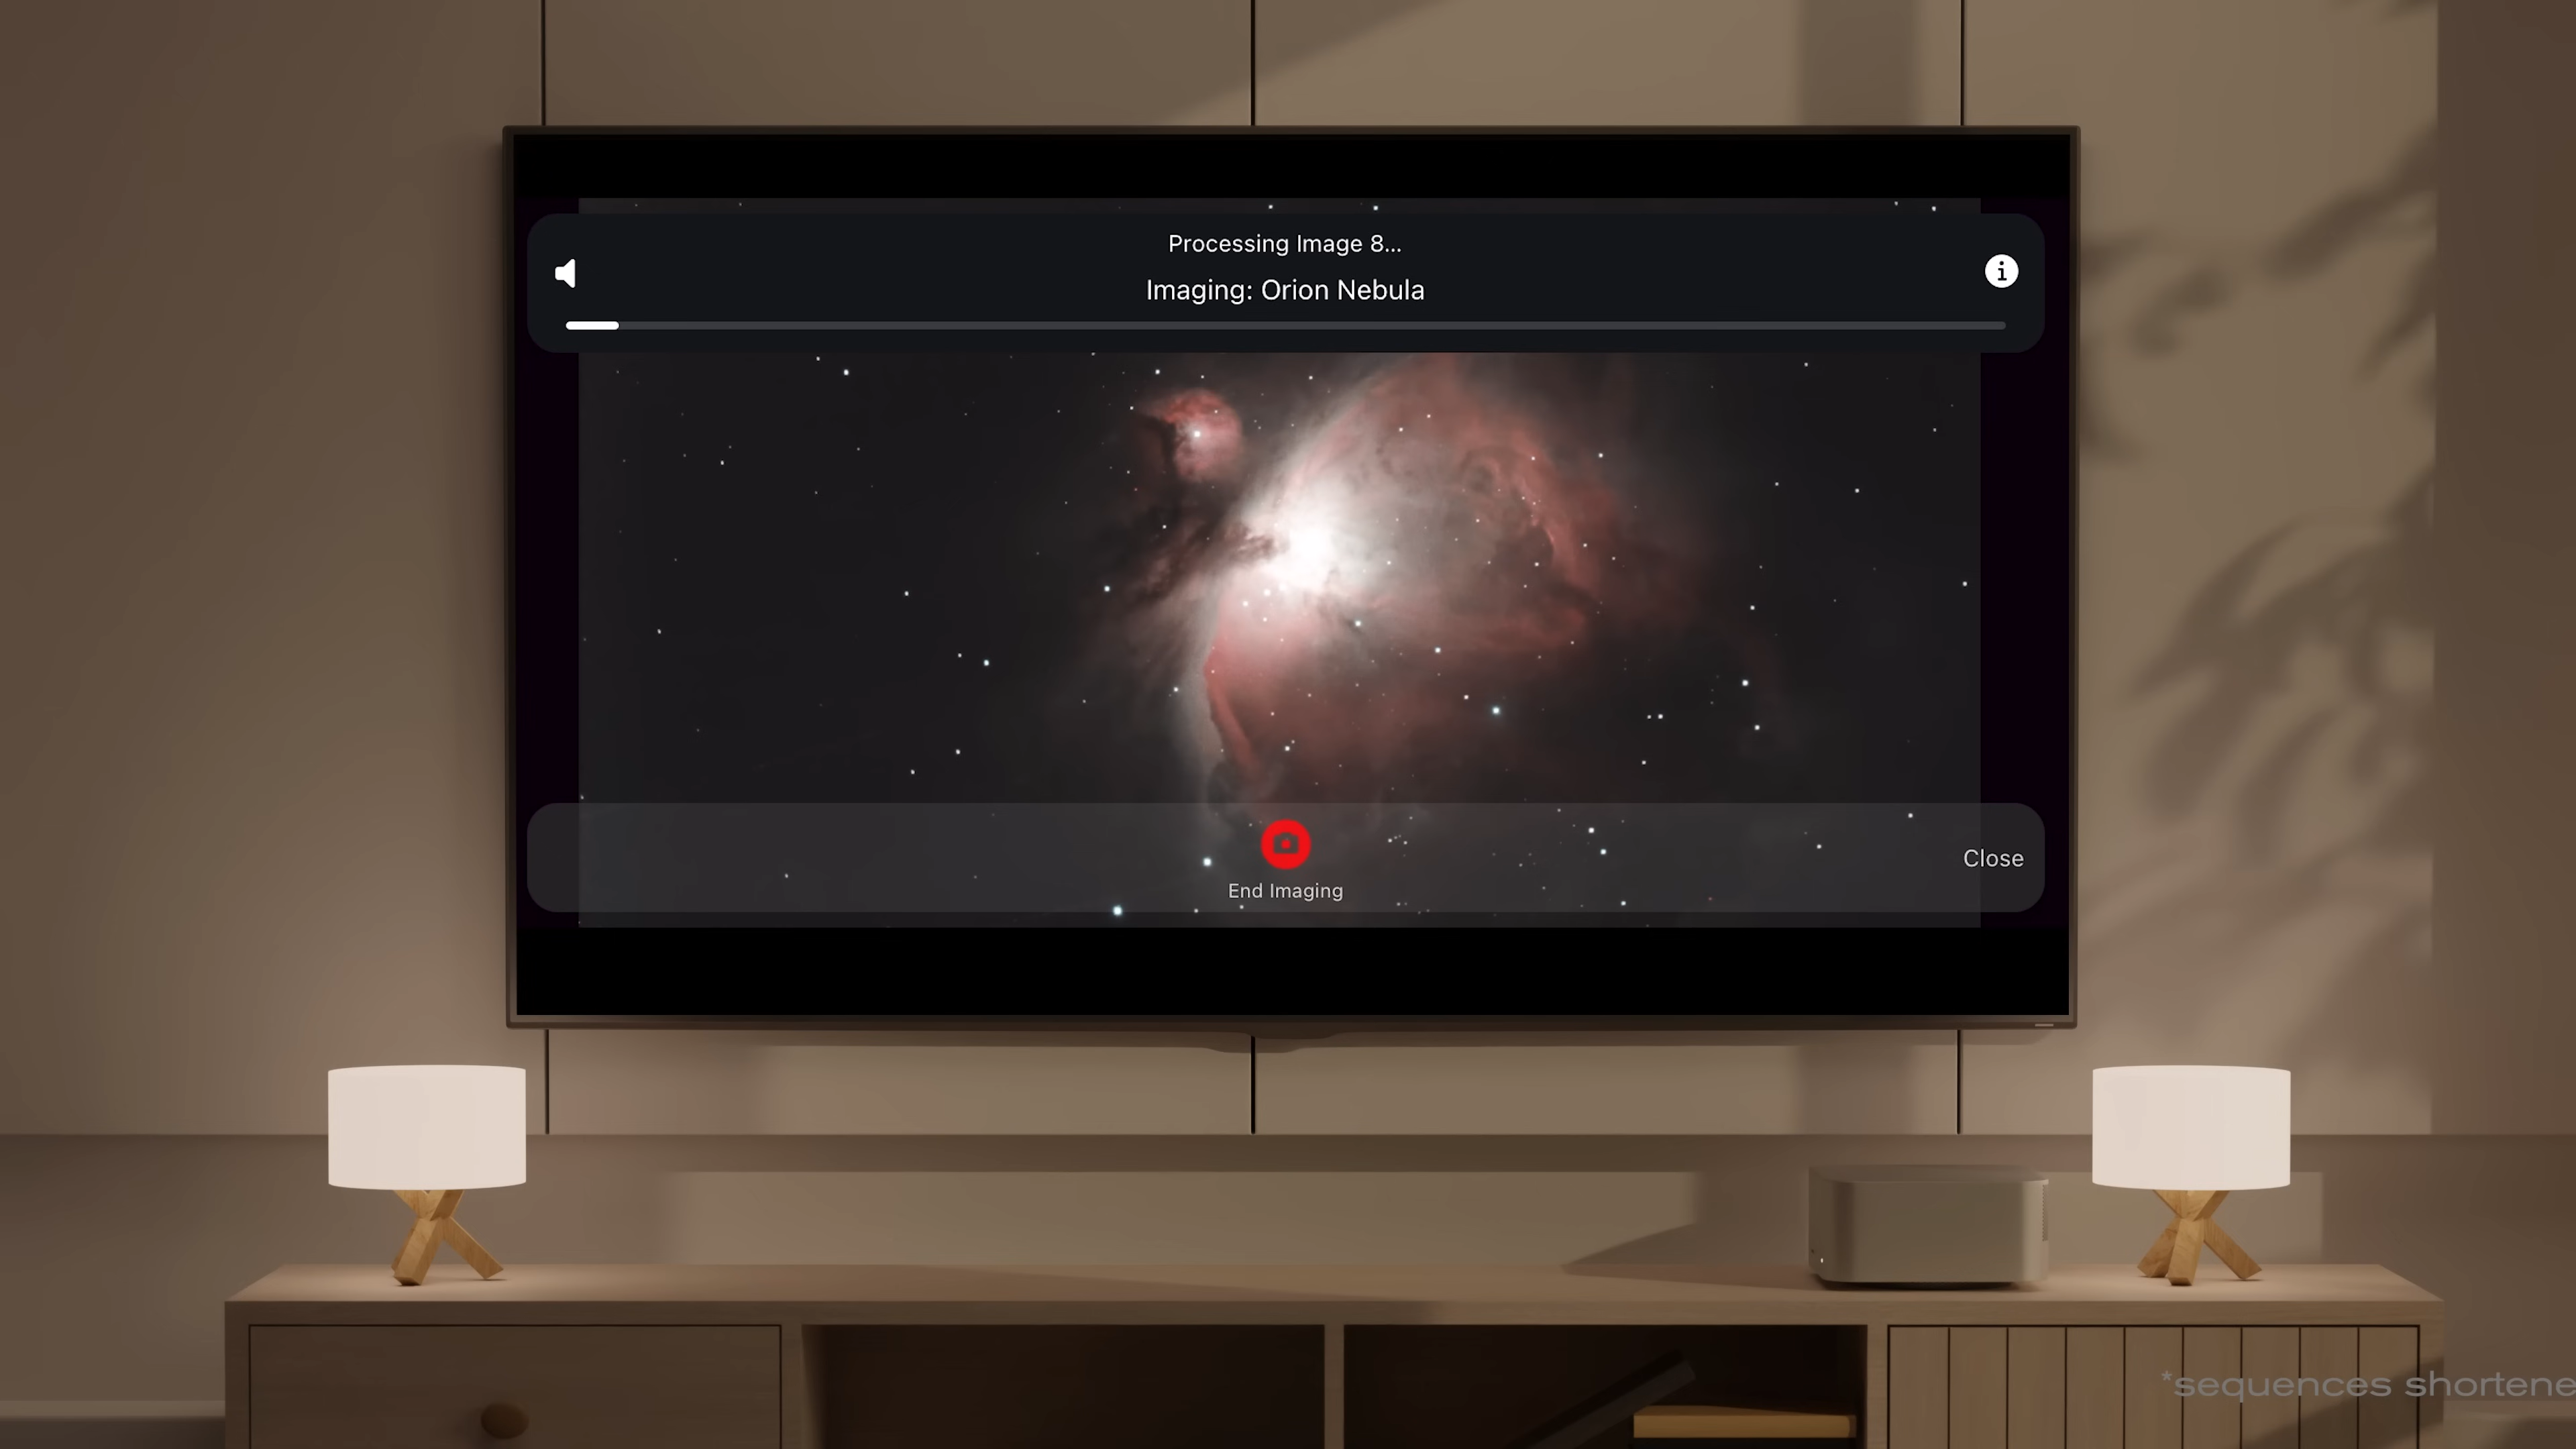 Processing Image 8...
Imaging: Orion Nebula
End Imaging
Close
*sequences shortene